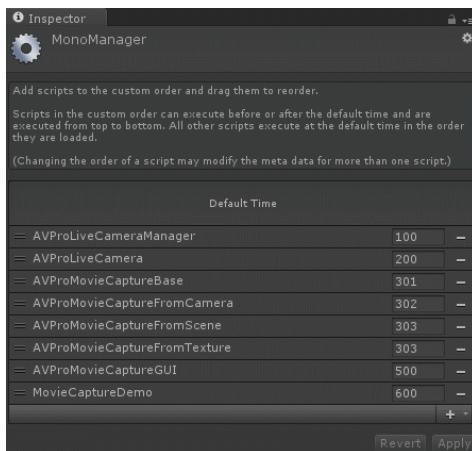 Inspector
MonoManager
Add scripts to the custom order and drag them to reorder.
Scripts in the custom order can execute before or after the default time and are
executed from top to bottom. All other scripts execute at the default time in the order
they are loaded.
(Changing the order of a script may modify the meta data for more than one script.)
Default Time
AVProLiveCameraManager 100
AVProLiveCamera 200
AVProMovieCaptureBase 301
AVProMovieCaptureFromCamera 302
AVProMovieCaptureFromScene 303
AVProMovieCaptureFromTexture 303
AVProMovieCaptureGUI 500
MovieCaptureDemo 600
Revert Apply